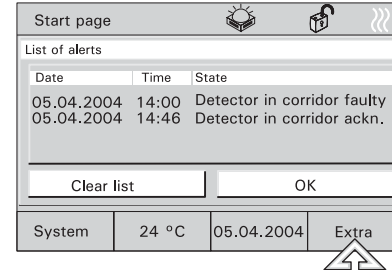 Start page
List of alerts
Date Time State
05.04.2004 14:00 Detector in corridor faulty
05.04.2004 14:46 Detector in corridor ackn.
Clear list OK
System 24 °C 05.04.2004 Extra